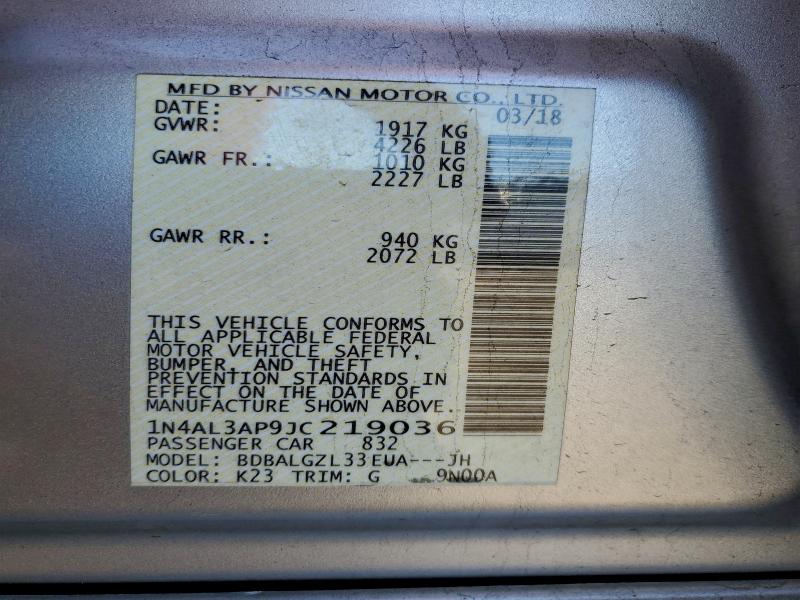 MFD BY NISSAN MOTOR CO., LTD.
DATE: 03/18
GVWR: 1917 KG
4226 LB
GAWR FR.: 1010 KG
2227 LB
GAWR RR.: 940 KG
2072 LB
THIS VEHICLE CONFORMS TO
ALL APPLICABLE FEDERAL
MOTOR VEHICLE SAFETY,
BUMPER, AND THEFT
PREVENTION STANDARDS IN
EFFECT ON THE DATE OF
MANUFACTURE SHOWN ABOVE.
1N4AL3AP9JC219036
PASSENGER CAR 832
MODEL: BDBALGZL33EUA---JH
COLOR: K23 TRIM: G 9N00A